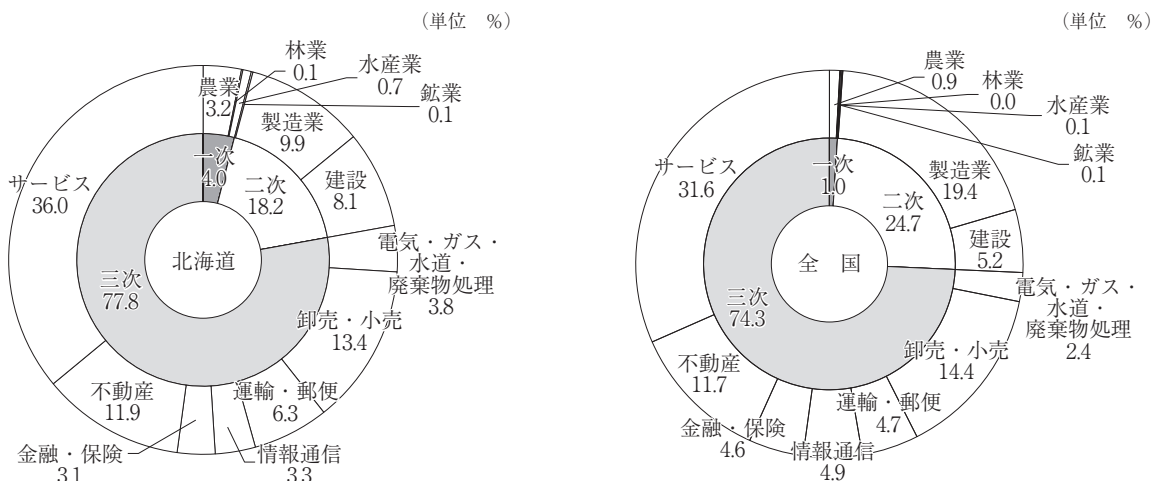 （単位　％）
林業
0.1
水産業
0.7
農業
3.2
鉱業
0.1
製造業
9.9
一次
4.0
二次
18.2
建設
8.1
サービス
36.0
北海道
電気・ガス・
水道・
廃棄物処理
3.8
三次
77.8
卸売・小売
13.4
不動産
11.9
運輸・郵便
6.3
金融・保険
3.1
情報通信
3.3
（単位　％）
農業
0.9
林業
0.0
水産業
0.1
鉱業
0.1
一次
1.0
製造業
19.4
サービス
31.6
二次
24.7
建設
5.2
全　国
電気・ガス・
水道・
廃棄物処理
2.4
三次
74.3
卸売・小売
14.4
不動産
11.7
運輸・郵便
4.7
金融・保険
4.6
情報通信
4.9